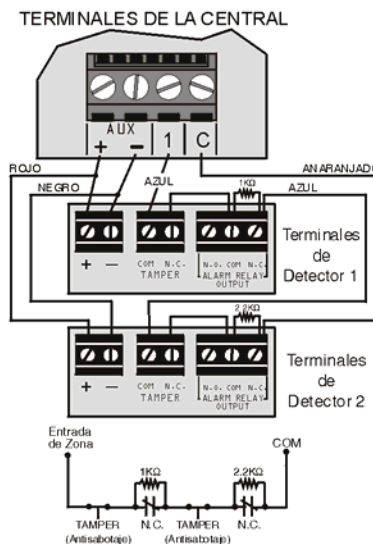 TERMINALES DE LA CENTRAL
AUX
+ − 1 C
ROJO
ANARANJADO
NEGRO
AZUL
1KΩ
AZUL
+ −
COM N.C.
TAMPER
N.O. COM N.C.
ALARM RELAY
OUTPUT
Terminales
de
Detector 1
2.2KΩ
+ −
COM N.C.
TAMPER
N.O. COM N.C.
ALARM RELAY
OUTPUT
Terminales
de
Detector 2
Entrada
de Zona
COM
1KΩ
2.2KΩ
TAMPER
(Antisabotaje)
N.C.
TAMPER
(Antisabotaje)
N.C.